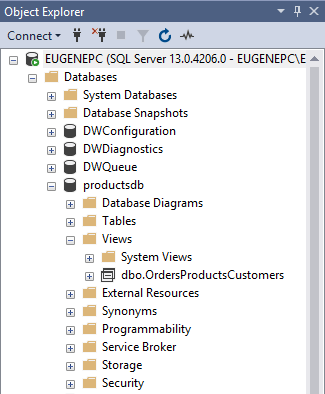 Object Explorer
Connect
EUGENEPC (SQL Server 13.0.4206.0 - EUGENEPC\E
Databases
System Databases
Database Snapshots
DWConfiguration
DWDiagnostics
DWQueue
productsdb
Database Diagrams
Tables
Views
System Views
dbo.OrdersProductsCustomers
External Resources
Synonyms
Programmability
Service Broker
Storage
Security